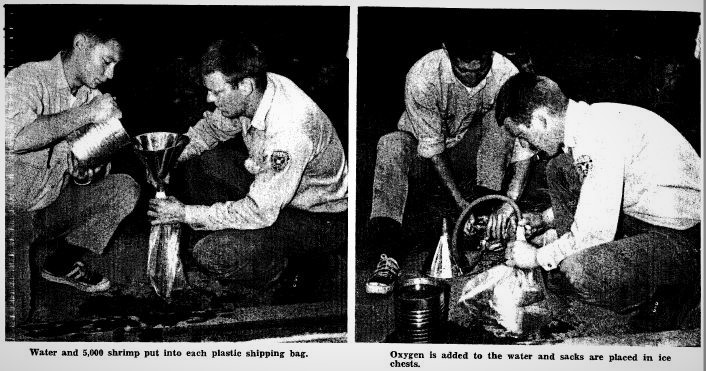 Water and 5,000 shrimp put into each plastic shipping bag.
Oxygen is added to the water and sacks are placed in ice
chests.